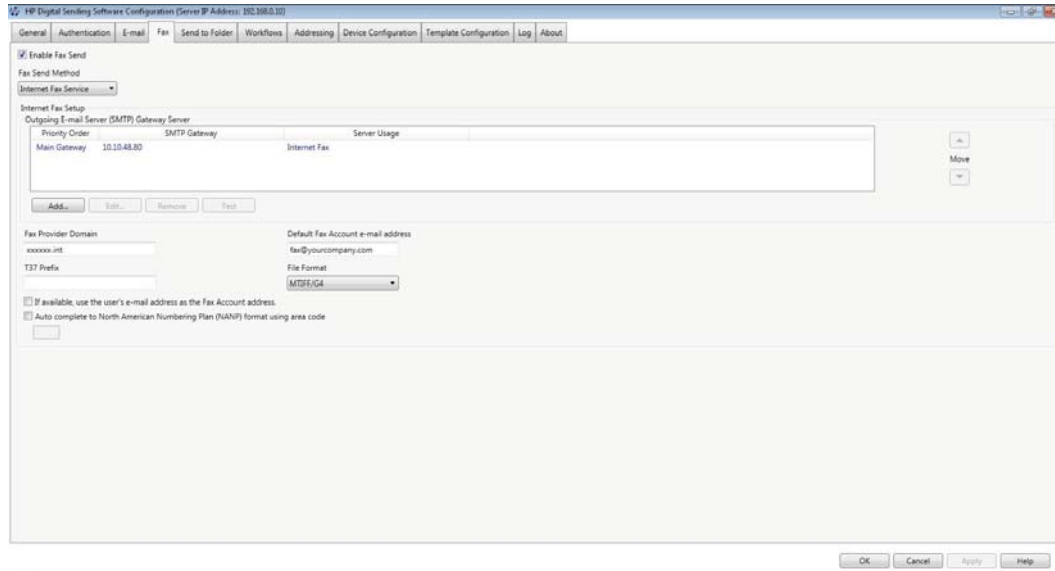 HP Digital Sending Software Configuration (Server IP Address: 192.168.0.10)
General Authentication E-mail Fax Send to Folder Workflows Addressing Device Configuration Template Configuration Log About
Enable Fax Send
Fax Send Method
Internet Fax Service
Internet Fax Setup
Outgoing E-mail Server (SMTP) Gateway Server
Priority Order SMTP Gateway Server Usage
Main Gateway 10.10.48.80 Internet Fax
Move
Add... Edit... Remove Test
Fax Provider Domain Default Fax Account e-mail address
xxxxxx.int fax@yourcompany.com
T37 Prefix File Format
MTIFF/G4
If available, use the user's e-mail address as the Fax Account address.
Auto complete to North American Numbering Plan (NANP) format using area code
OK Cancel Apply Help